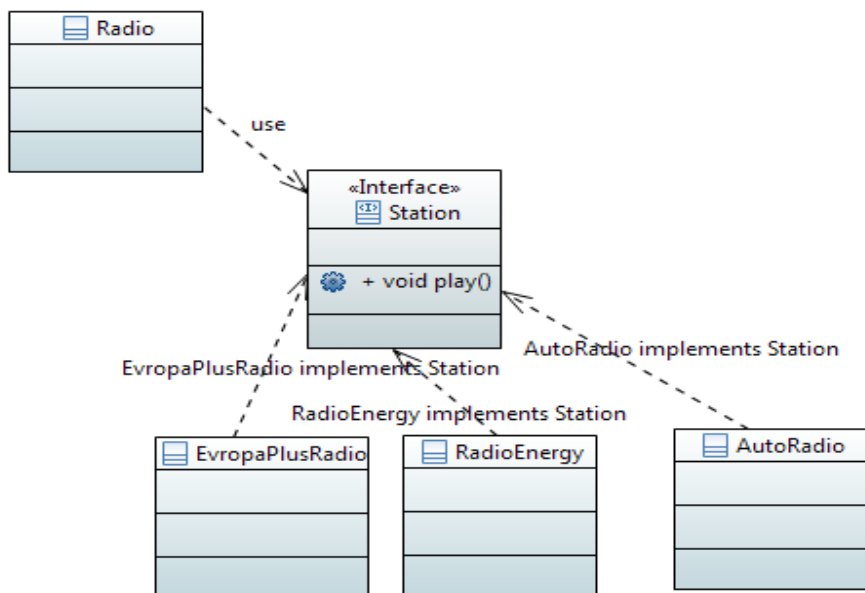 Radio
use
«Interface»
Station
+ void play()
AutoRadio implements Station
EvropaPlusRadio implements Station
RadioEnergy implements Station
EvropaPlusRadio
RadioEnergy
AutoRadio